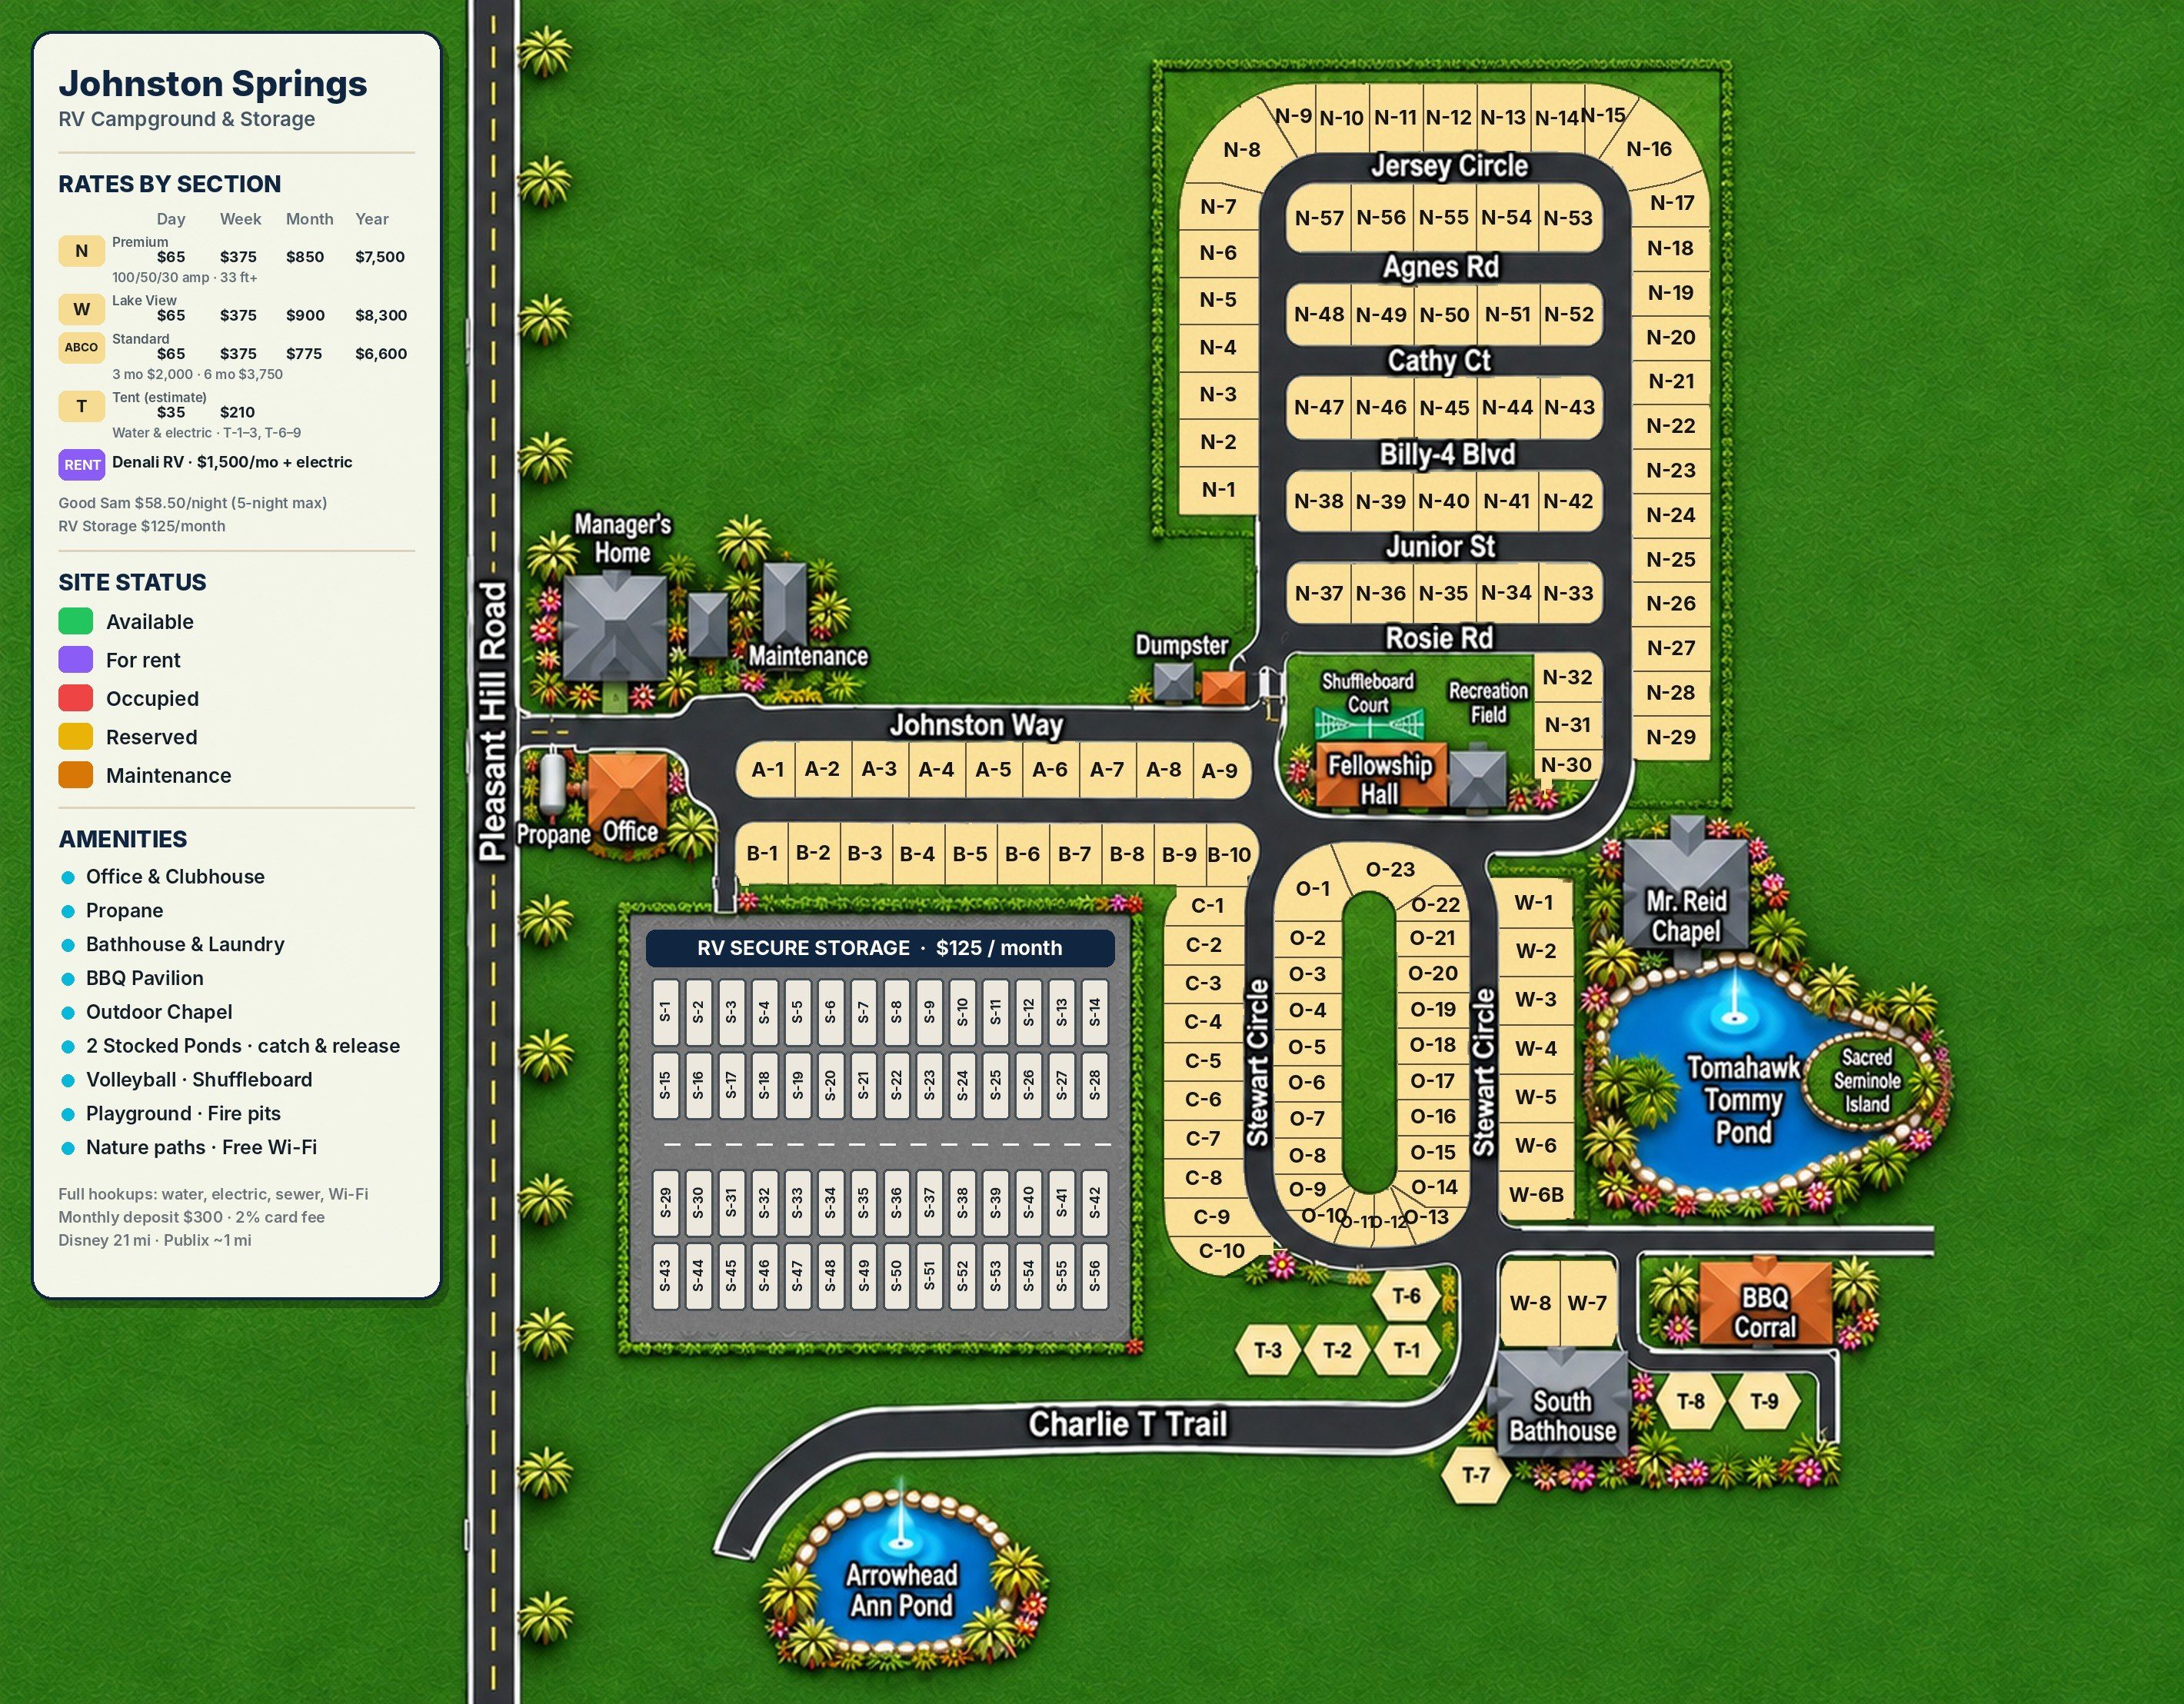 Johnston Springs
RV Campground & Storage
RATES BY SECTION
Day Week Month Year
N Premium
$65 $375 $850 $7,500
100/50/30 amp · 33 ft+
W Lake View
$65 $375 $900 $8,300
ABCO Standard
$65 $375 $775 $6,600
3 mo $2,000 · 6 mo $3,750
T Tent (estimate)
$35 $210
Water & electric · T-1–3, T-6–9
RENT Denali RV · $1,500/mo + electric
Good Sam $58.50/night (5-night max)
RV Storage $125/month
SITE STATUS
Available
For rent
Occupied
Reserved
Maintenance
AMENITIES
Office & Clubhouse
Propane
Bathhouse & Laundry
BBQ Pavilion
Outdoor Chapel
2 Stocked Ponds · catch & release
Volleyball · Shuffleboard
Playground · Fire pits
Nature paths · Free Wi-Fi
Full hookups: water, electric, sewer, Wi-Fi
Monthly deposit $300 · 2% card fee
Disney 21 mi · Publix ~1 mi
Pleasant Hill Road
Manager's
Home
Maintenance
Propane
Office
Dumpster
Johnston Way
A-1 A-2 A-3 A-4 A-5 A-6 A-7 A-8 A-9
B-1 B-2 B-3 B-4 B-5 B-6 B-7 B-8 B-9 B-10
RV SECURE STORAGE · $125 / month
S-1 S-2 S-3 S-4 S-5 S-6 S-7 S-8 S-9 S-10 S-11 S-12 S-13 S-14
S-15 S-16 S-17 S-18 S-19 S-20 S-21 S-22 S-23 S-24 S-25 S-26 S-27 S-28
S-29 S-30 S-31 S-32 S-33 S-34 S-35 S-36 S-37 S-38 S-39 S-40 S-41 S-42
S-43 S-44 S-45 S-46 S-47 S-48 S-49 S-50 S-51 S-52 S-53 S-54 S-55 S-56
N-9 N-10 N-11 N-12 N-13 N-14 N-15
N-8
N-16
N-7
N-6
N-5
N-4
N-3
N-2
N-1
Jersey Circle
N-57 N-56 N-55 N-54 N-53
Agnes Rd
N-48 N-49 N-50 N-51 N-52
Cathy Ct
N-47 N-46 N-45 N-44 N-43
Billy-4 Blvd
N-38 N-39 N-40 N-41 N-42
Junior St
N-37 N-36 N-35 N-34 N-33
Rosie Rd
N-17
N-18
N-19
N-20
N-21
N-22
N-23
N-24
N-25
N-26
N-27
N-28
N-29
Shuffleboard
Court
Recreation
Field
Fellowship
Hall
N-32
N-31
N-30
C-1
C-2
C-3
C-4
C-5
C-6
C-7
C-8
C-9
C-10
Stewart Circle
O-1
O-2
O-3
O-4
O-5
O-6
O-7
O-8
O-9
O-10 O-11 O-12 O-13
O-23
O-22
O-21
O-20
O-19
O-18
O-17
O-16
O-15
O-14
Stewart Circle
W-1
W-2
W-3
W-4
W-5
W-6
W-6B
Mr. Reid
Chapel
Tomahawk
Tommy
Pond
Sacred
Seminole
Island
W-8 W-7
BBQ
Corral
T-6
T-3 T-2 T-1
South
Bathhouse
T-8 T-9
T-7
Charlie T Trail
Arrowhead
Ann Pond